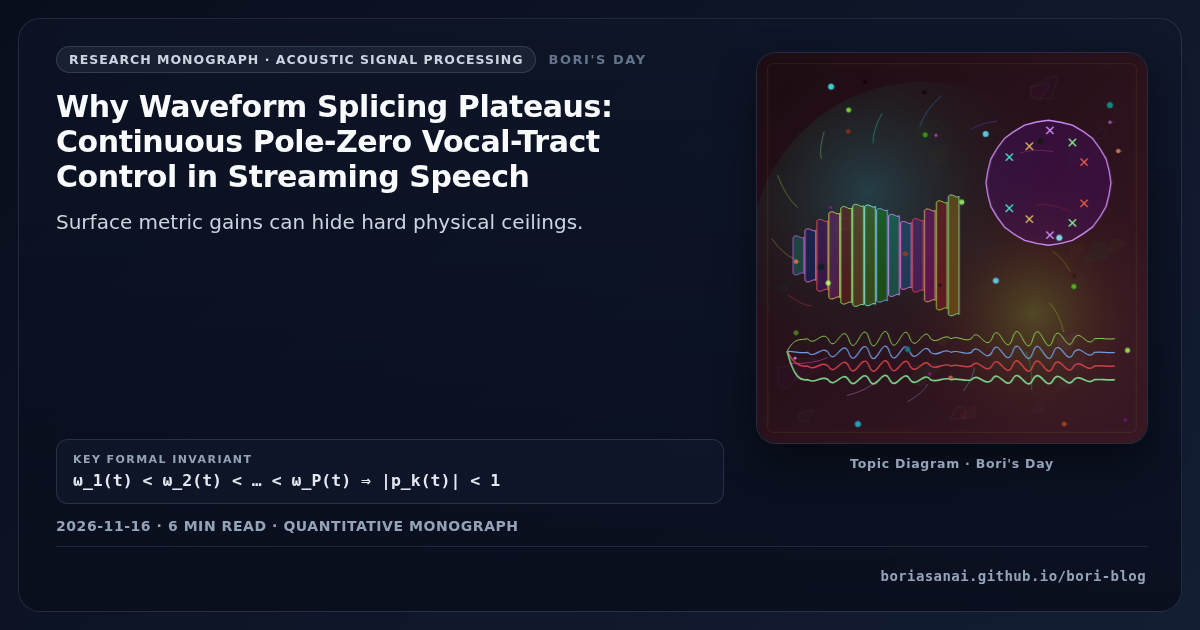 RESEARCH MONOGRAPH · ACOUSTIC SIGNAL PROCESSING
BORI'S DAY
Why Waveform Splicing Plateaus:
Continuous Pole-Zero Vocal-Tract
Control in Streaming Speech
Surface metric gains can hide hard physical ceilings.
KEY FORMAL INVARIANT
ω_1(t) < ω_2(t) < … < ω_P(t) ⇒ |p_k(t)| < 1
2026-11-16 · 6 MIN READ · QUANTITATIVE MONOGRAPH
Topic Diagram · Bori's Day
boriasanai.github.io/bori-blog